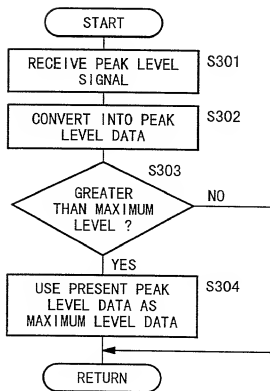 START
RECEIVE PEAK LEVEL
SIGNAL
S301
CONVERT INTO PEAK
LEVEL DATA
S302
S303
GREATER
THAN MAXIMUM
LEVEL ?
NO
YES
USE PRESENT PEAK
LEVEL DATA AS
MAXIMUM LEVEL DATA
S304
RETURN